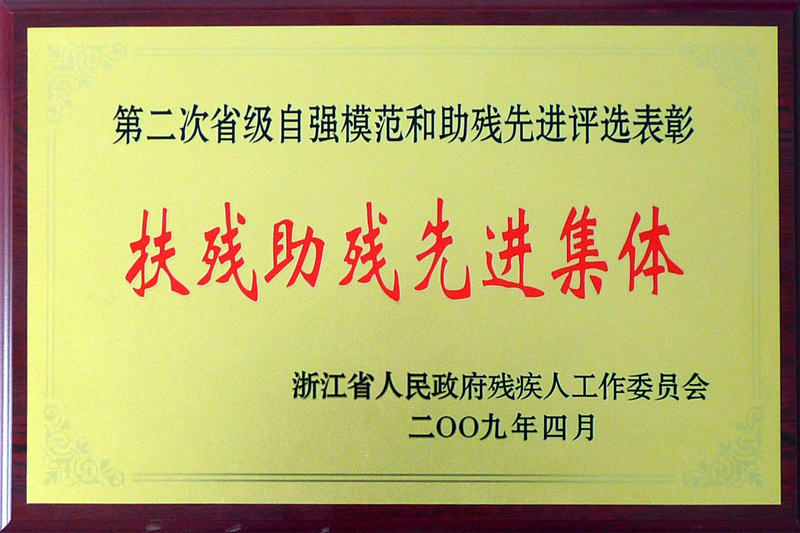 第二次省级自强模范和助残先进评选表彰
扶残助残先进集体
浙江省人民政府残疾人工作委员会
二〇〇九年四月